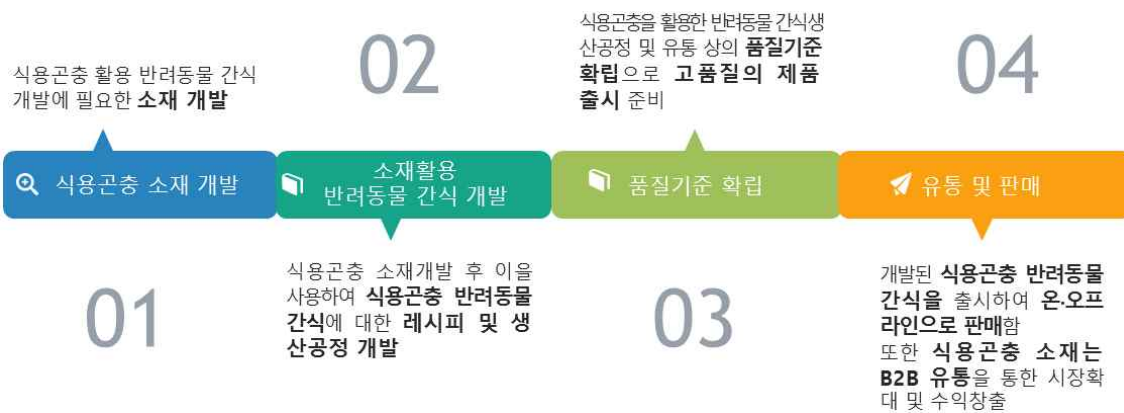 식용곤충 활용 반려동물 간식
개발에 필요한 소재 개발
식용곤충 소재 개발
01
02
소재활용
반려동물 간식 개발
식용곤충 소재개발 후 이을
사용하여 식용곤충 반려동물
간식에 대한 레시피 및 생
산공정 개발
식용곤충을 활용한 반려동물 간식생
산공정 및 유통 상의 품질기준
확립으로 고품질의 제품
출시 준비
품질기준 확립
03
04
유통 및 판매
개발된 식용곤충 반려동물
간식을 출시하여 온·오프
라인으로 판매함
또한 식용곤충 소재는
B2B 유통을 통한 시장확
대 및 수익창출